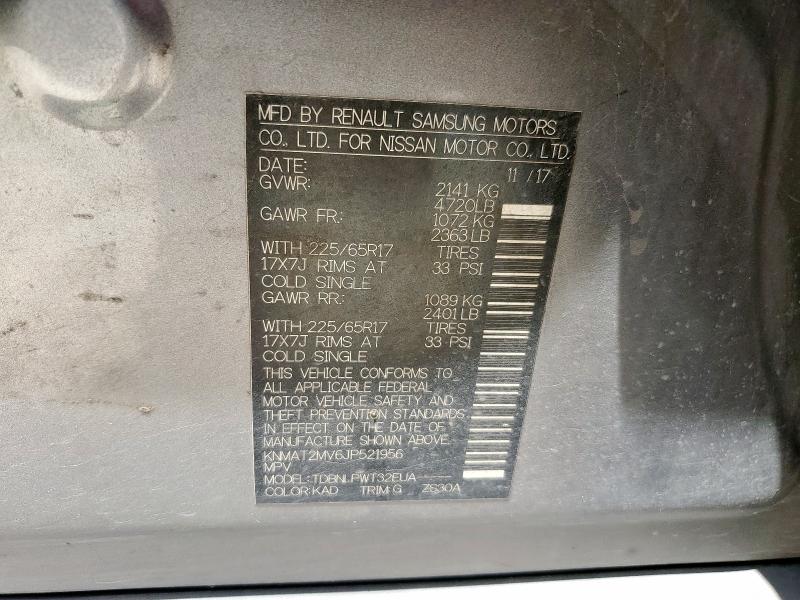 MFD BY RENAULT SAMSUNG MOTORS
CO., LTD. FOR NISSAN MOTOR CO., LTD.
DATE: 11 / 17
GVWR: 2141 KG
4720LB
GAWR FR: 1072 KG
2363 LB
WITH 225/65R17 TIRES
17X7J RIMS AT 33 PSI
COLD SINGLE
GAWR RR: 1089 KG
2401 LB
WITH 225/65R17 TIRES
17X7J RIMS AT 33 PSI
COLD SINGLE
THIS VEHICLE CONFORMS TO
ALL APPLICABLE FEDERAL
MOTOR VEHICLE SAFETY AND
THEFT PREVENTION STANDARDS
IN EFFECT ON THE DATE OF
MANUFACTURE SHOWN ABOVE.
KNMAT2MV6JP521956
MPV
MODEL: TDBNLPWT32EUA
COLOR: KAD TRIM: G ZS30A